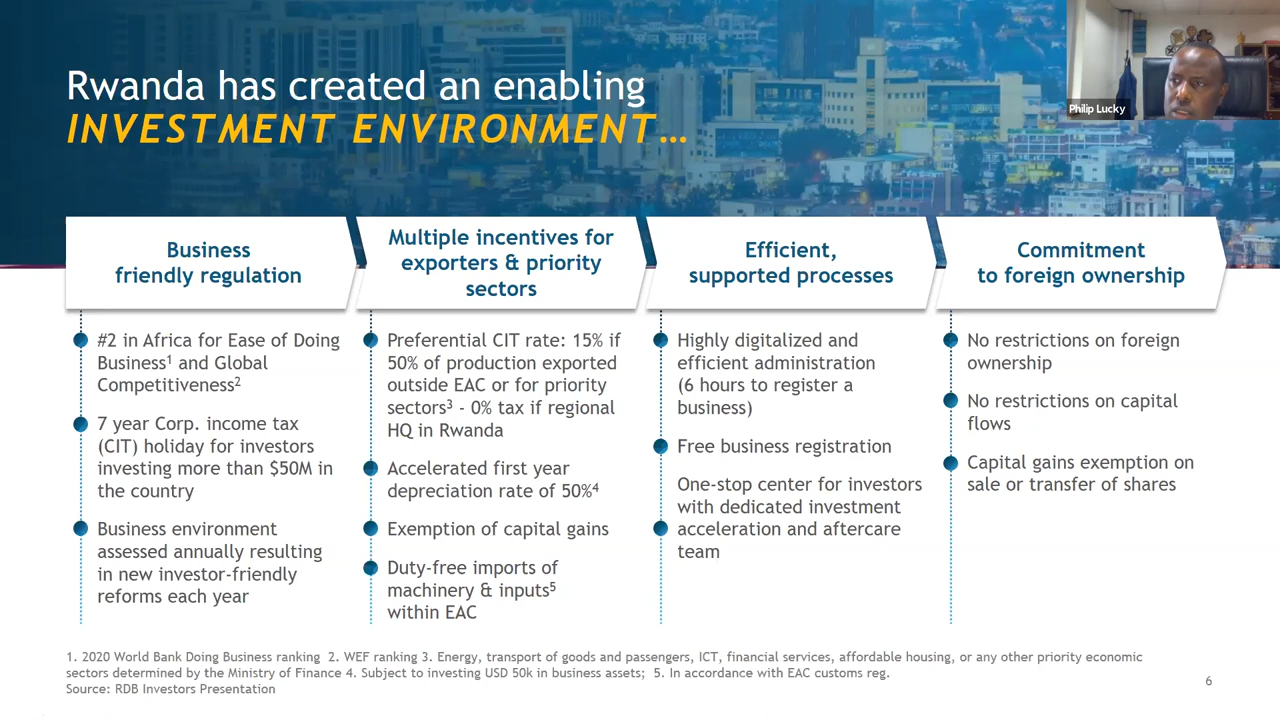 Rwanda has created an enabling
INVESTMENT ENVIRONMENT…
Philip Lucky
Business
friendly regulation
#2 in Africa for Ease of Doing
Business¹ and Global
Competitiveness²
7 year Corp. income tax
(CIT) holiday for investors
investing more than $50M in
the country
Business environment
assessed annually resulting
in new investor-friendly
reforms each year
Multiple incentives for
exporters & priority
sectors
Preferential CIT rate: 15% if
50% of production exported
outside EAC or for priority
sectors³ - 0% tax if regional
HQ in Rwanda
Accelerated first year
depreciation rate of 50%⁴
Exemption of capital gains
Duty-free imports of
machinery & inputs⁵
within EAC
Efficient,
supported processes
Highly digitalized and
efficient administration
(6 hours to register a
business)
Free business registration
One-stop center for investors
with dedicated investment
acceleration and aftercare
team
Commitment
to foreign ownership
No restrictions on foreign
ownership
No restrictions on capital
flows
Capital gains exemption on
sale or transfer of shares
1. 2020 World Bank Doing Business ranking 2. WEF ranking 3. Energy, transport of goods and passengers, ICT, financial services, affordable housing, or any other priority economic
sectors determined by the Ministry of Finance 4. Subject to investing USD 50k in business assets; 5. In accordance with EAC customs reg.
Source: RDB Investors Presentation
6